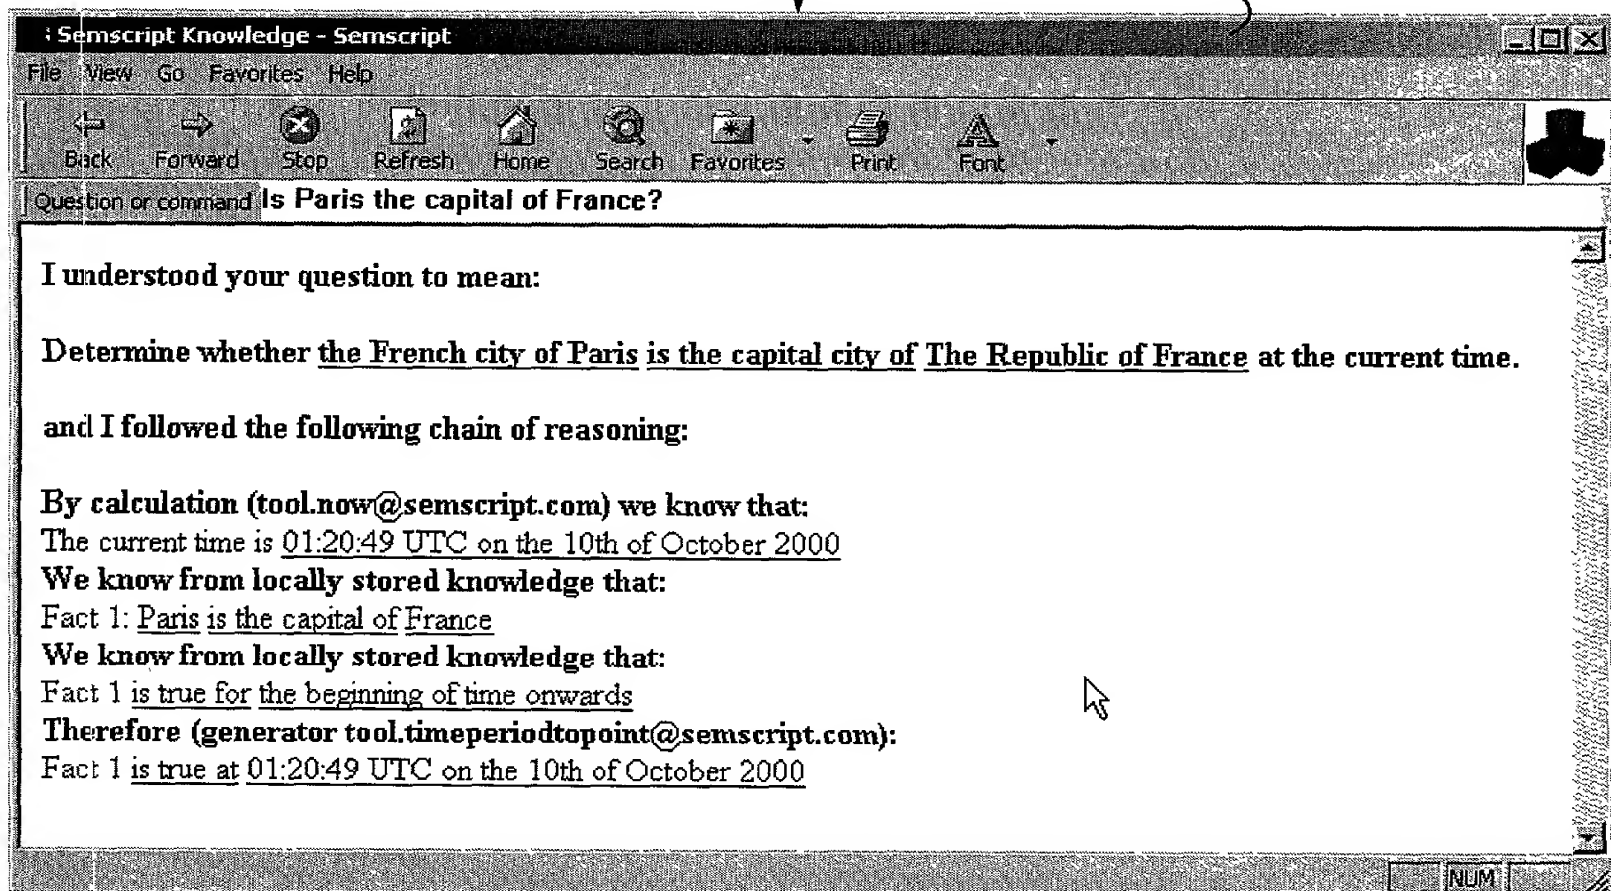 Semscript Knowledge - Semscript
File View Go Favorites Help
Back Forward Stop Refresh Home Search Favorites Print Font
Question or command Is Paris the capital of France?
I understood your question to mean:
Determine whether the French city of Paris is the capital city of The Republic of France at the current time.
and I followed the following chain of reasoning:
By calculation (tool.now@semscript.com) we know that:
The current time is 01:20:49 UTC on the 10th of October 2000
We know from locally stored knowledge that:
Fact 1: Paris is the capital of France
We know from locally stored knowledge that:
Fact 1 is true for the beginning of time onwards
Therefore (generator tool.timeperiodtopoint@semscript.com):
Fact 1 is true at 01:20:49 UTC on the 10th of October 2000
NUM